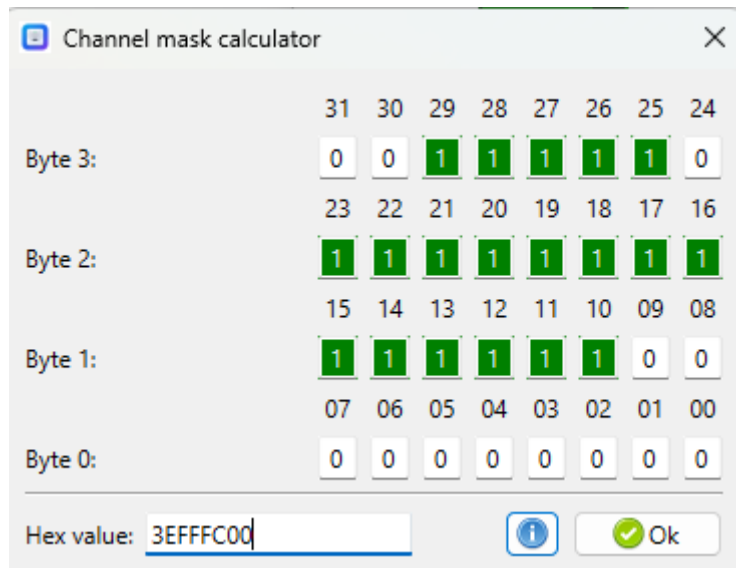 Channel mask calculator
31 30 29 28 27 26 25 24
Byte 3: 0 0 1 1 1 1 1 0
23 22 21 20 19 18 17 16
Byte 2: 1 1 1 1 1 1 1 1
15 14 13 12 11 10 09 08
Byte 1: 1 1 1 1 1 1 0 0
07 06 05 04 03 02 01 00
Byte 0: 0 0 0 0 0 0 0 0
Hex value: 3EFFFC00 Ok